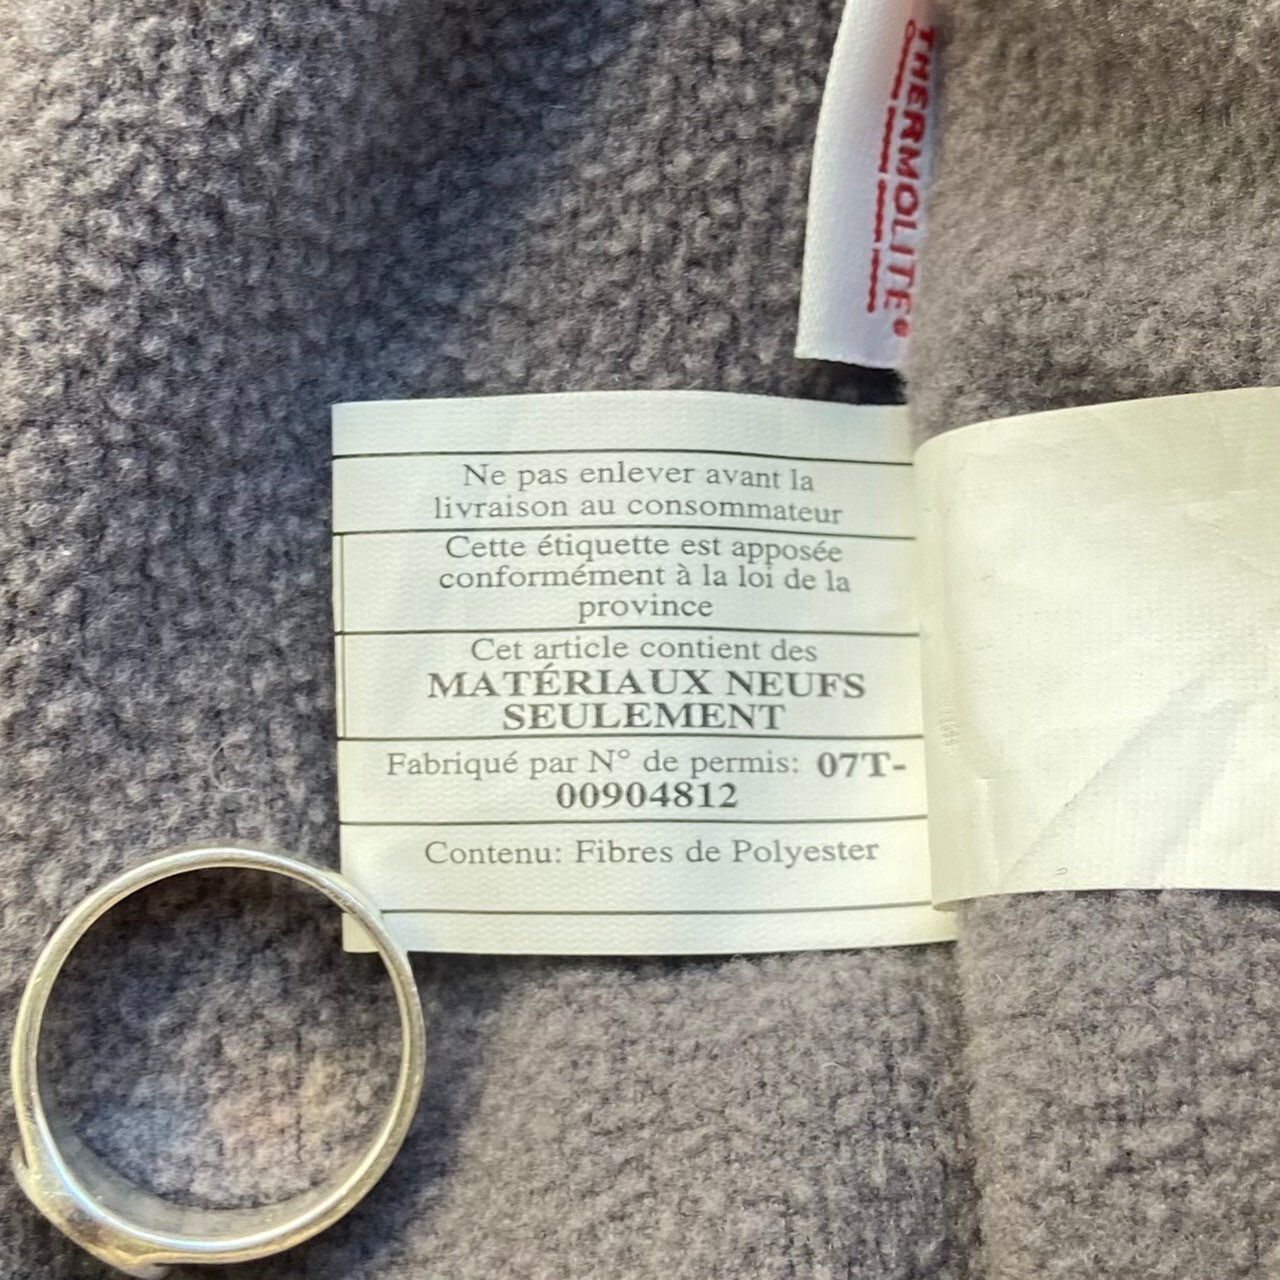 THERMOLITE®
Ne pas enlever avant la
livraison au consommateur
Cette étiquette est apposée
conformément à la loi de la
province
Cet article contient des
MATÉRIAUX NEUFS
SEULEMENT
Fabriqué par N° de permis: 07T-
00904812
Contenu: Fibres de Polyester